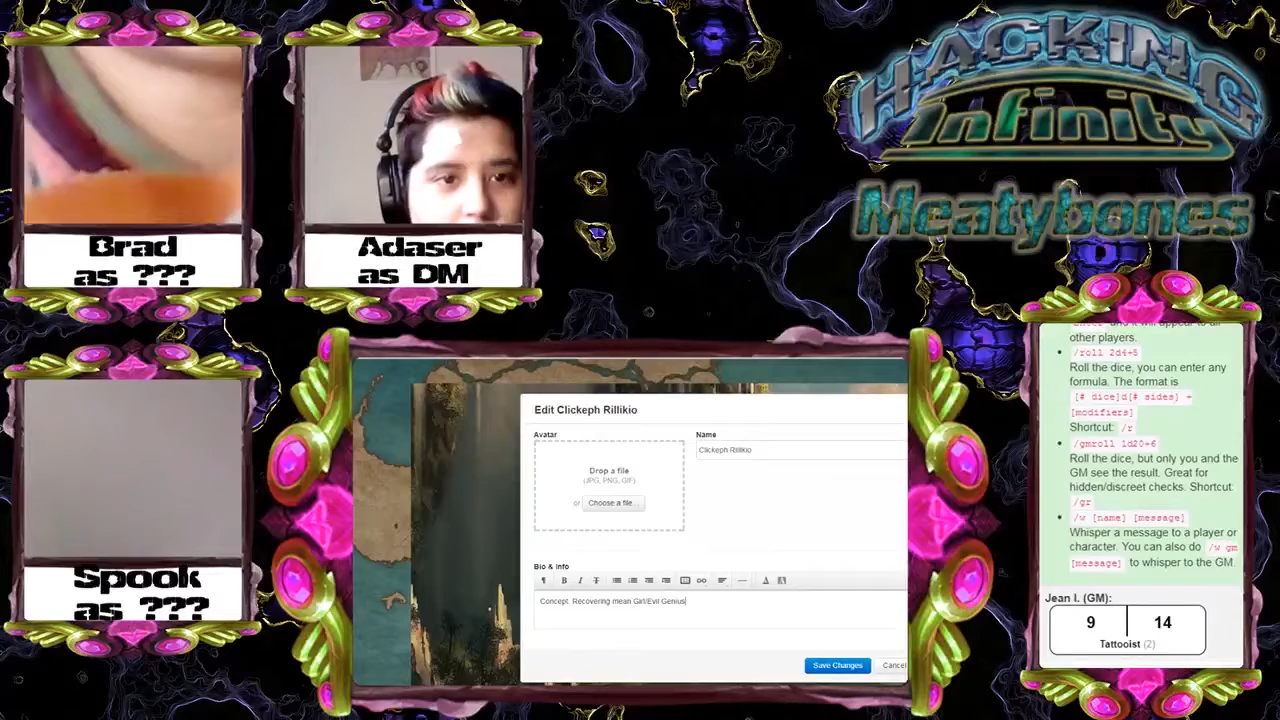 HACKING
Infinity
Meatybones
Brad
as ???
Adaser
as DM
Spook
as ???
Edit Clickeph Rillikio
Avatar
Drop a file
(JPG, PNG, GIF)
or Choose a file...
Name
Clickeph Rillikio
Bio & Info
Concept. Recovering mean Girl/Evil Genius
Save Changes
Cancel
other players.
/roll 2d4+5
Roll the dice, you can enter any
formula. The format is
[# dice]d[# sides] +
[modifiers]
Shortcut: /r
/gmroll 1d20+6
Roll the dice, but only you and the
GM see the result. Great for
hidden/discreet checks. Shortcut:
/gr
/w [name] [message]
Whisper a message to a player or
character. You can also do /w gm
[message] to whisper to the GM.
Jean I. (GM):
9 14
Tattooist (2)